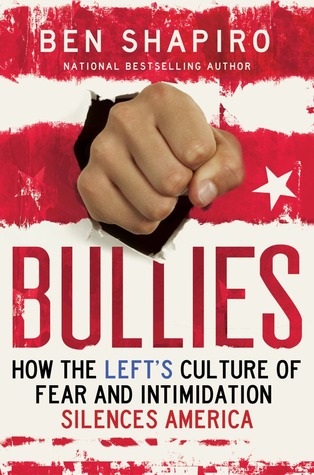 BEN SHAPIRO
NATIONAL BESTSELLING AUTHOR
BULLIES
HOW THE LEFT'S CULTURE OF
FEAR AND INTIMIDATION
SILENCES AMERICA